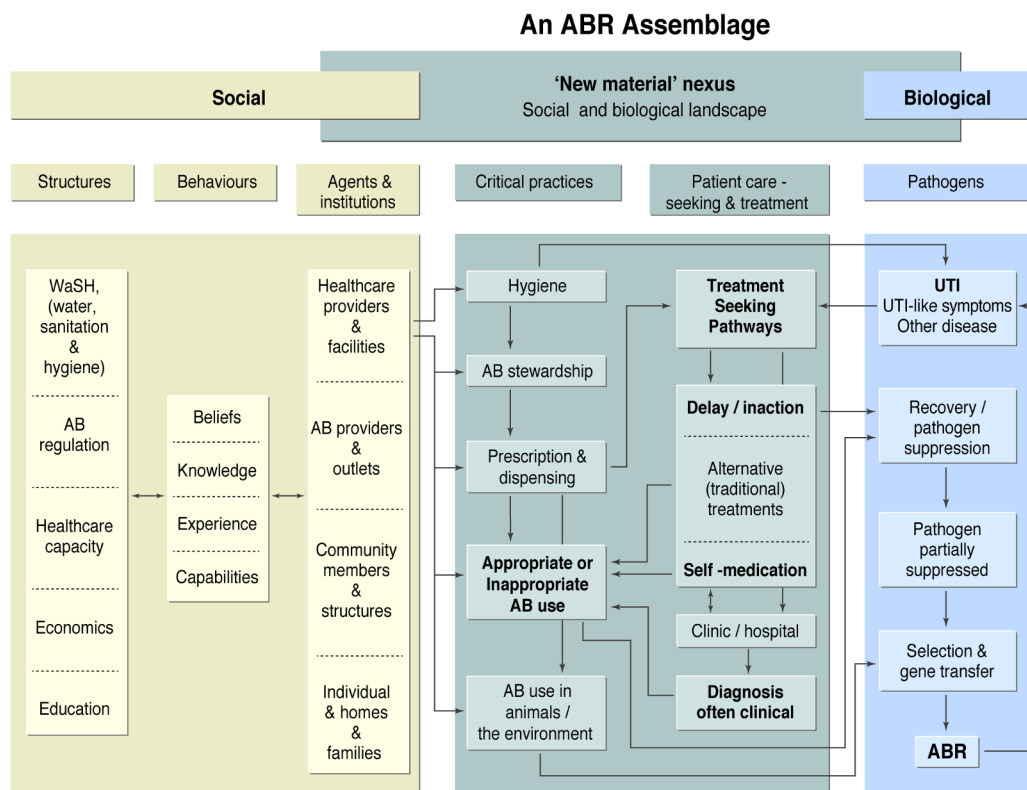 An ABR Assemblage
Social
‘New material’ nexus
Social and biological landscape
Biological
Structures
Behaviours
Agents &
institutions
Critical practices
Patient care -
seeking & treatment
Pathogens
WaSH,
(water,
sanitation
&
hygiene)
AB
regulation
Healthcare
capacity
Economics
Education
Beliefs
Knowledge
Experience
Capabilities
Healthcare
providers
&
facilities
AB providers
&
outlets
Community
members
&
structures
Individual
& homes
&
families
Hygiene
AB stewardship
Prescription &
dispensing
Appropriate or
Inappropriate
AB use
AB use in
animals /
the environment
Treatment
Seeking
Pathways
Delay / inaction
Alternative
(traditional)
treatments
Self -medication
Clinic / hospital
Diagnosis
often clinical
UTI
UTI-like symptoms
Other disease
Recovery /
pathogen
suppression
Pathogen
partially
suppressed
Selection &
gene transfer
ABR